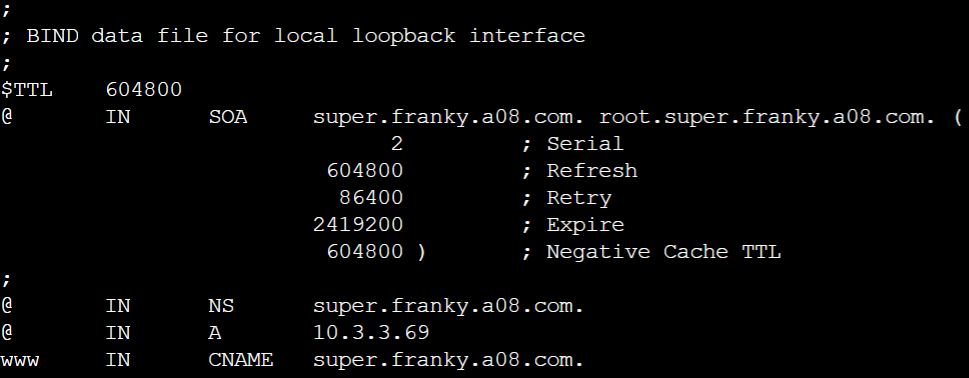 ;
; BIND data file for local loopback interface
;
$TTL    604800
@       IN      SOA     super.franky.a08.com. root.super.franky.a08.com. (
                              2         ; Serial
                         604800         ; Refresh
                          86400         ; Retry
                        2419200         ; Expire
                         604800 )       ; Negative Cache TTL
;
@       IN      NS      super.franky.a08.com.
@       IN      A       10.3.3.69
www     IN      CNAME   super.franky.a08.com.